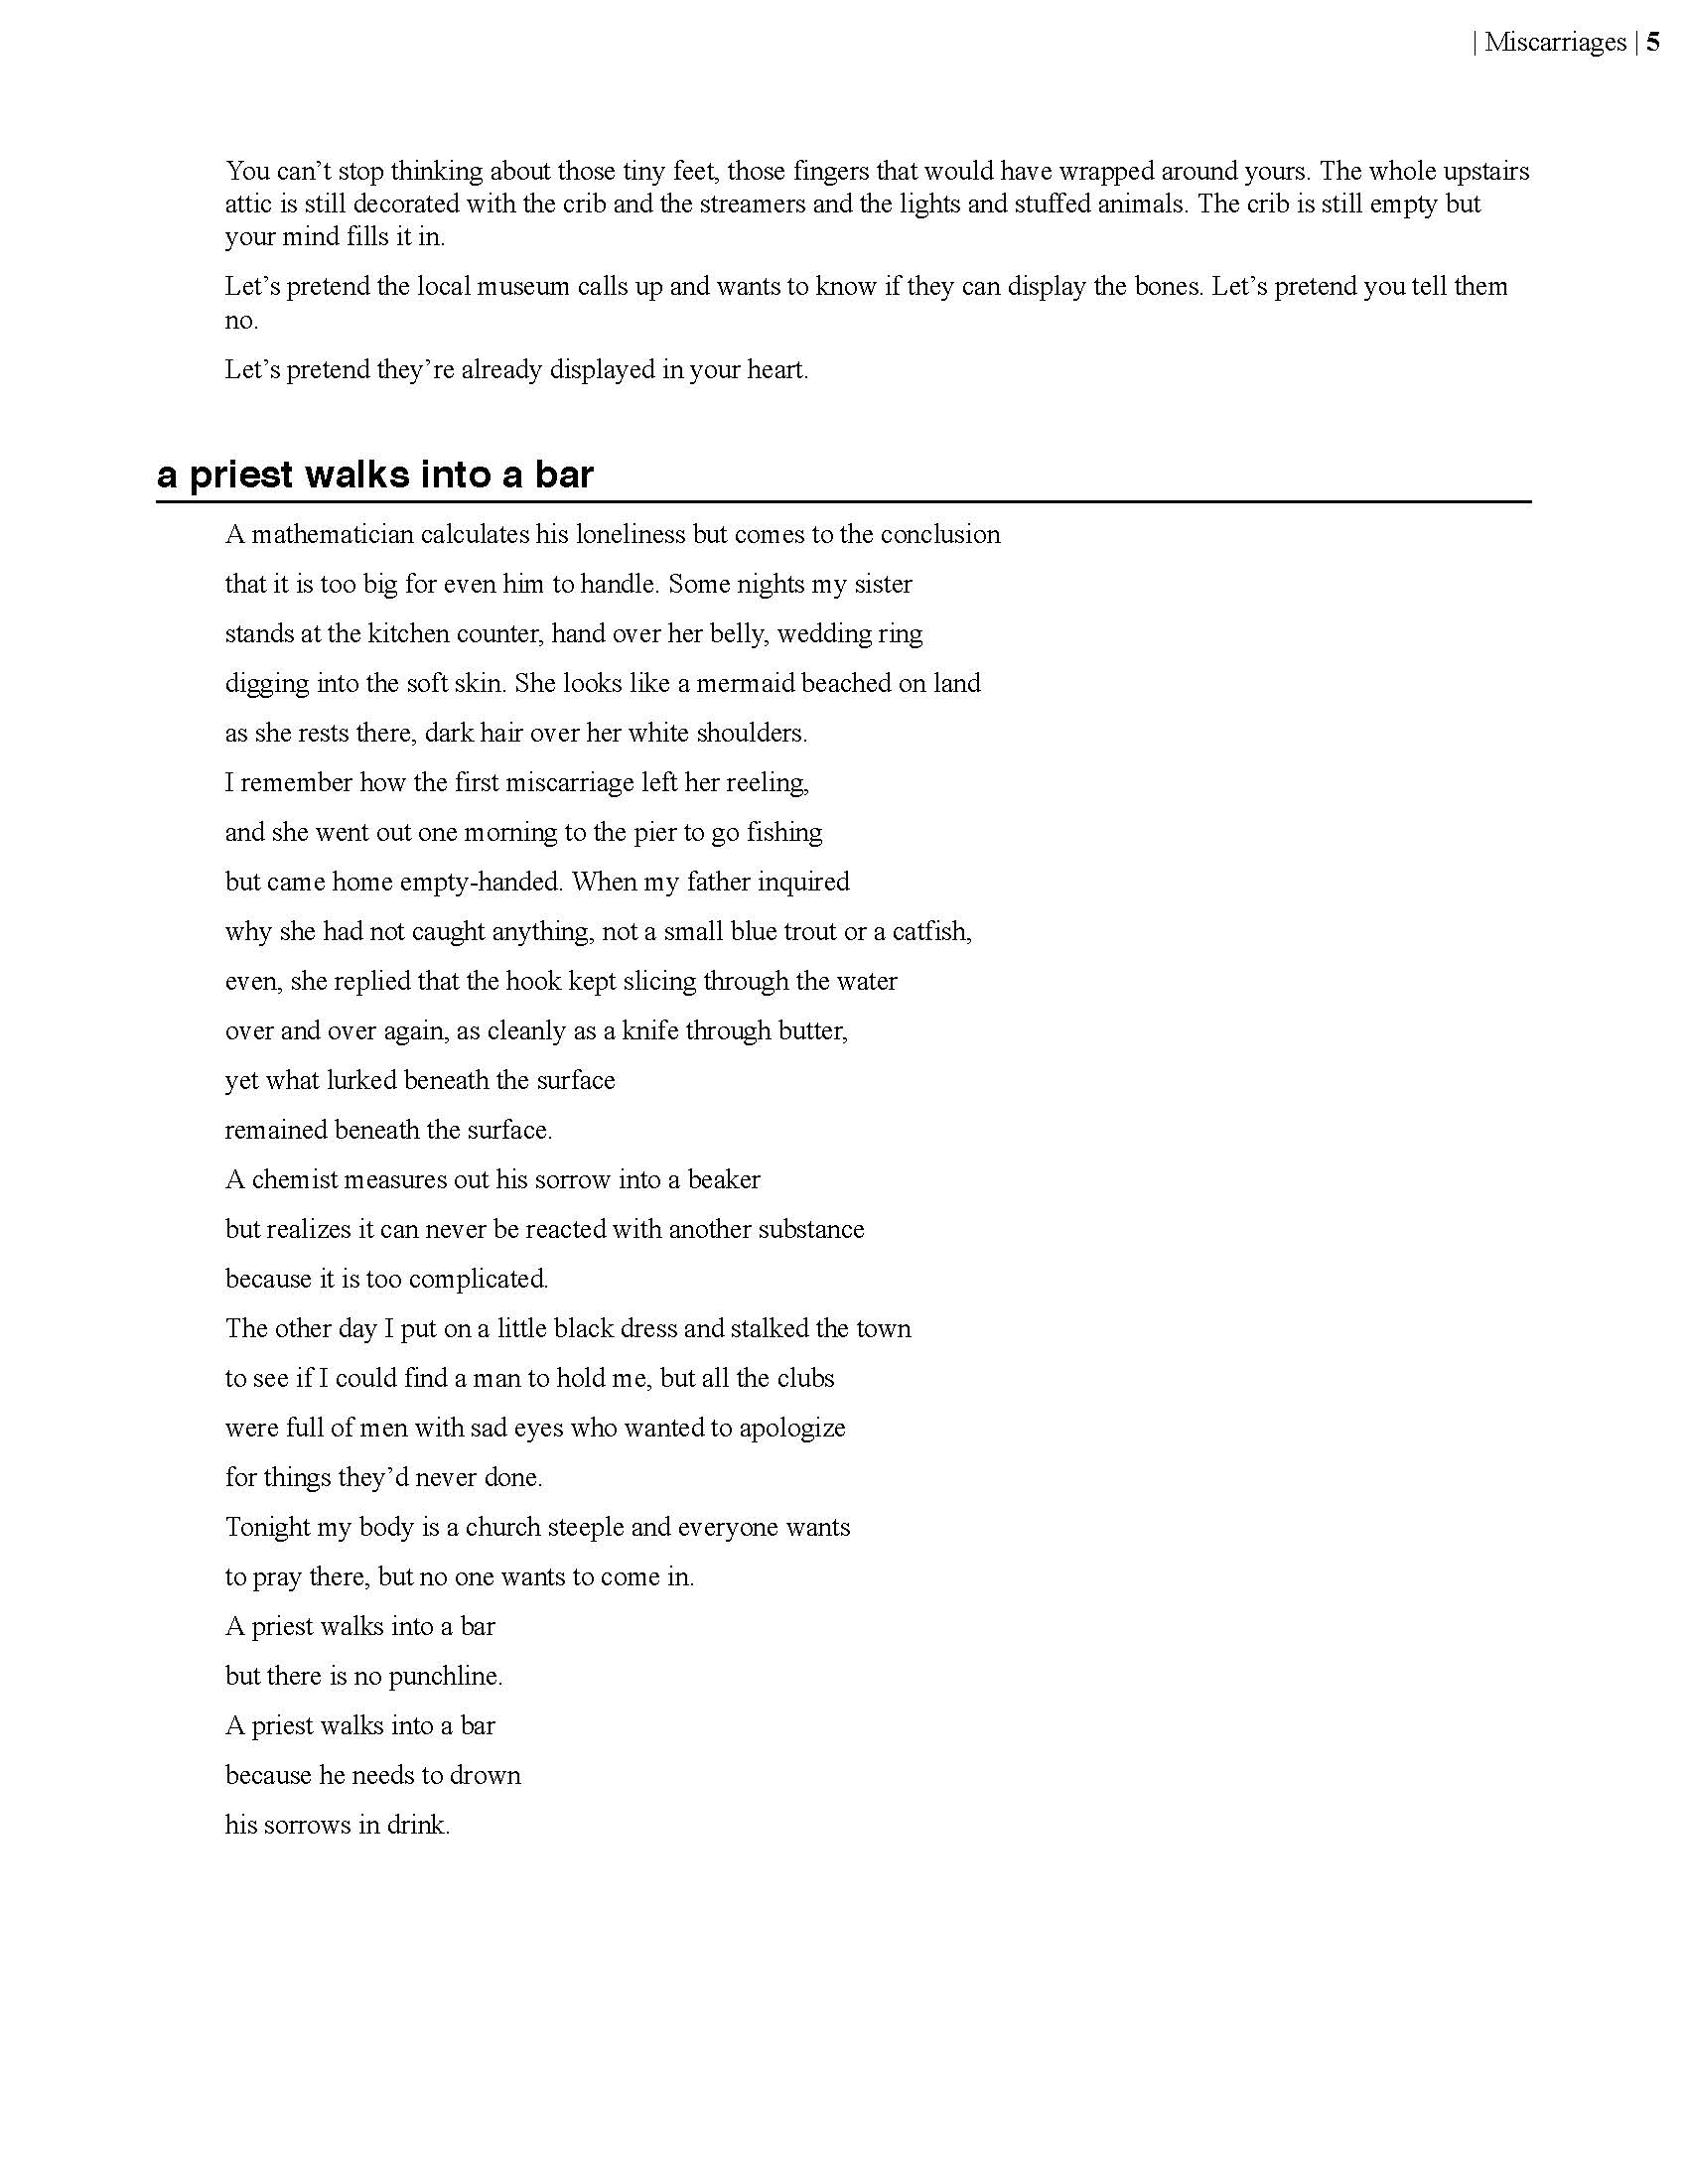 | Miscarriages | 5
You can’t stop thinking about those tiny feet, those fingers that would have wrapped around yours. The whole upstairs
attic is still decorated with the crib and the streamers and the lights and stuffed animals. The crib is still empty but
your mind fills it in.
Let’s pretend the local museum calls up and wants to know if they can display the bones. Let’s pretend you tell them
no.
Let’s pretend they’re already displayed in your heart.
a priest walks into a bar
A mathematician calculates his loneliness but comes to the conclusion
that it is too big for even him to handle. Some nights my sister
stands at the kitchen counter, hand over her belly, wedding ring
digging into the soft skin. She looks like a mermaid beached on land
as she rests there, dark hair over her white shoulders.
I remember how the first miscarriage left her reeling,
and she went out one morning to the pier to go fishing
but came home empty-handed. When my father inquired
why she had not caught anything, not a small blue trout or a catfish,
even, she replied that the hook kept slicing through the water
over and over again, as cleanly as a knife through butter,
yet what lurked beneath the surface
remained beneath the surface.
A chemist measures out his sorrow into a beaker
but realizes it can never be reacted with another substance
because it is too complicated.
The other day I put on a little black dress and stalked the town
to see if I could find a man to hold me, but all the clubs
were full of men with sad eyes who wanted to apologize
for things they’d never done.
Tonight my body is a church steeple and everyone wants
to pray there, but no one wants to come in.
A priest walks into a bar
but there is no punchline.
A priest walks into a bar
because he needs to drown
his sorrows in drink.